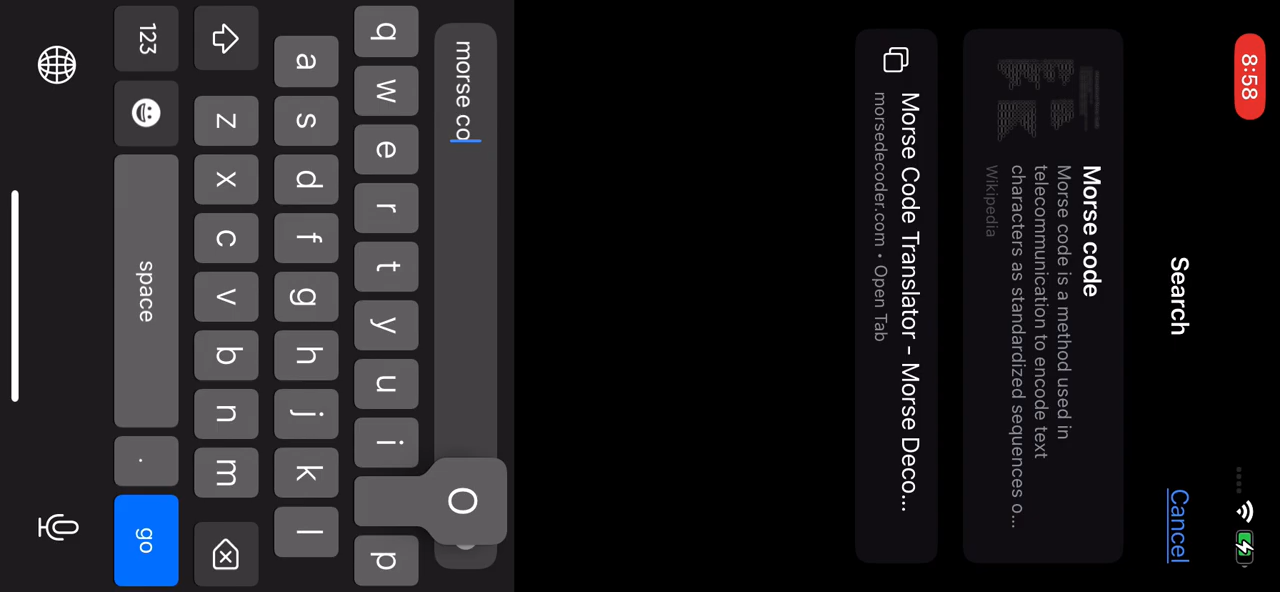 8:58
Search
Cancel
Morse code
Morse code is a method used in
telecommunication to encode text
characters as standardized sequences o...
Wikipedia
Morse Code Translator - Morse Deco...
morsedecoder.com • Open Tab
morse co
q w e r t y u i O p
a s d f g h j k l
z x c v b n m
123 space . go